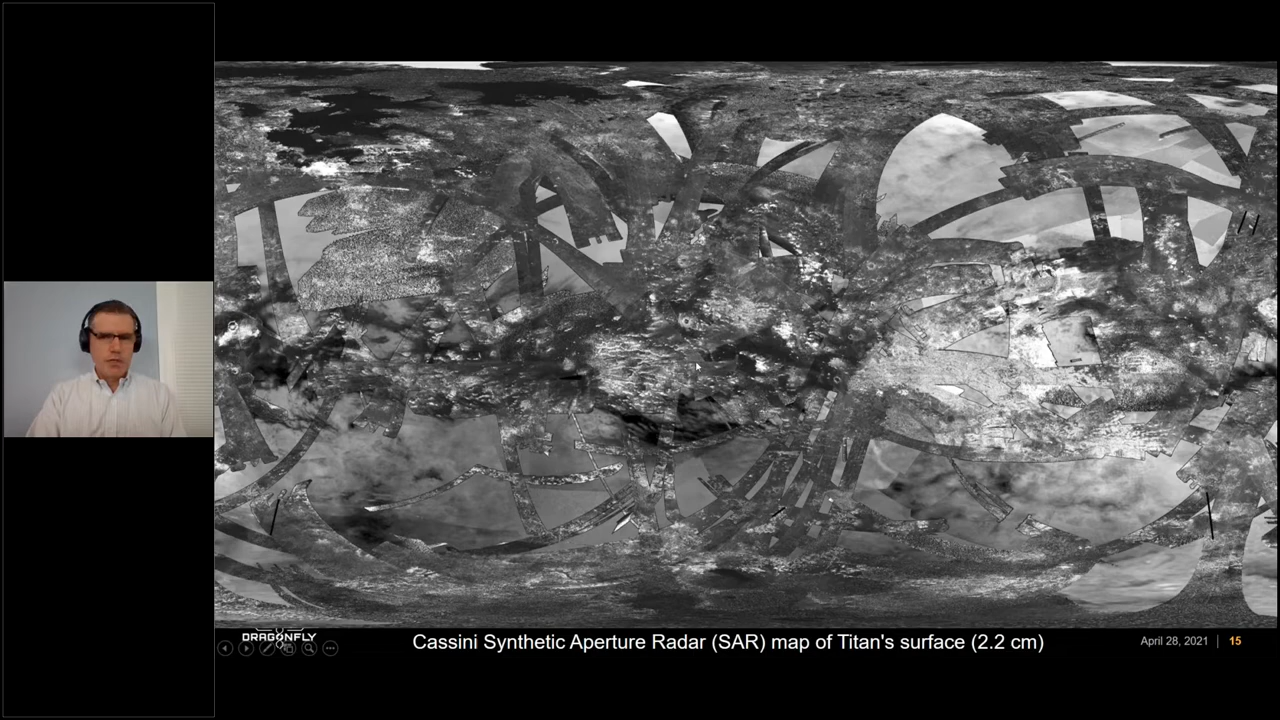 DRAGONFLY
Cassini Synthetic Aperture Radar (SAR) map of Titan's surface (2.2 cm)
April 28, 2021 | 15